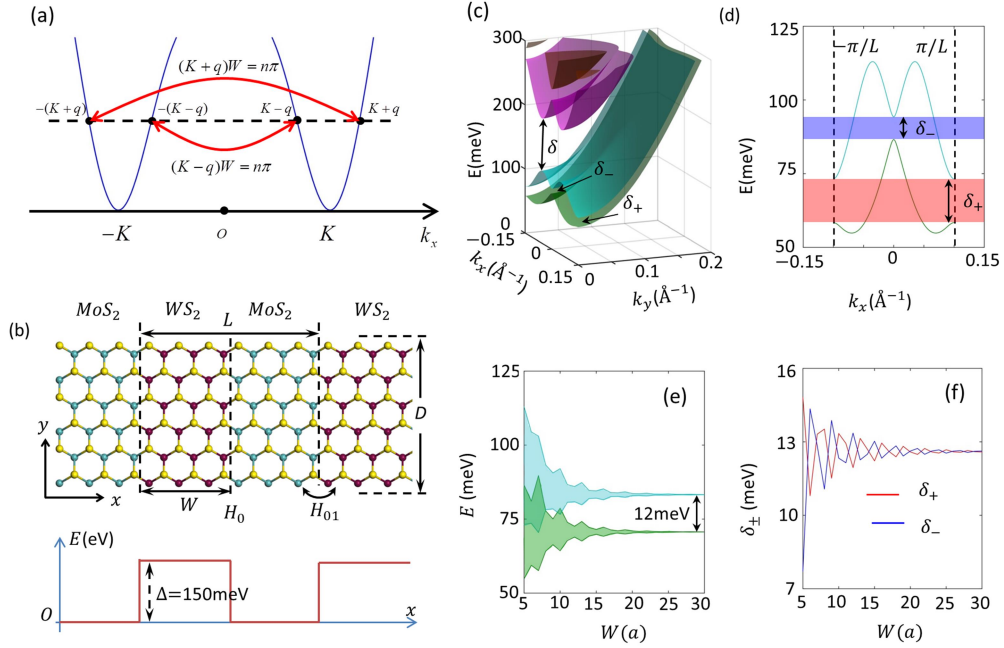 (a)
(K+q)W = nπ
-(K+q)
-(K-q)
K-q
K+q
(K-q)W = nπ
-K
O
K
k_x
(b)
MoS₂
WS₂
MoS₂
WS₂
L
D
y
x
W
H₀
H₀₁
E(eV)
Δ=150meV
O
x
(c)
300
200
100
0
E(meV)
δ
δ₋
δ₊
-0.15
0
0.15
k_x(Å⁻¹)
0
0.1
0.2
k_y(Å⁻¹)
(d)
-π/L
π/L
125
100
75
50
E(meV)
δ₋
δ₊
-0.15
0
0.15
k_x(Å⁻¹)
(e)
125
100
75
50
E (meV)
12meV
5
10
15
20
25
30
W(a)
(f)
16
13
10
7
δ± (meV)
δ₊
δ₋
5
10
15
20
25
30
W(a)